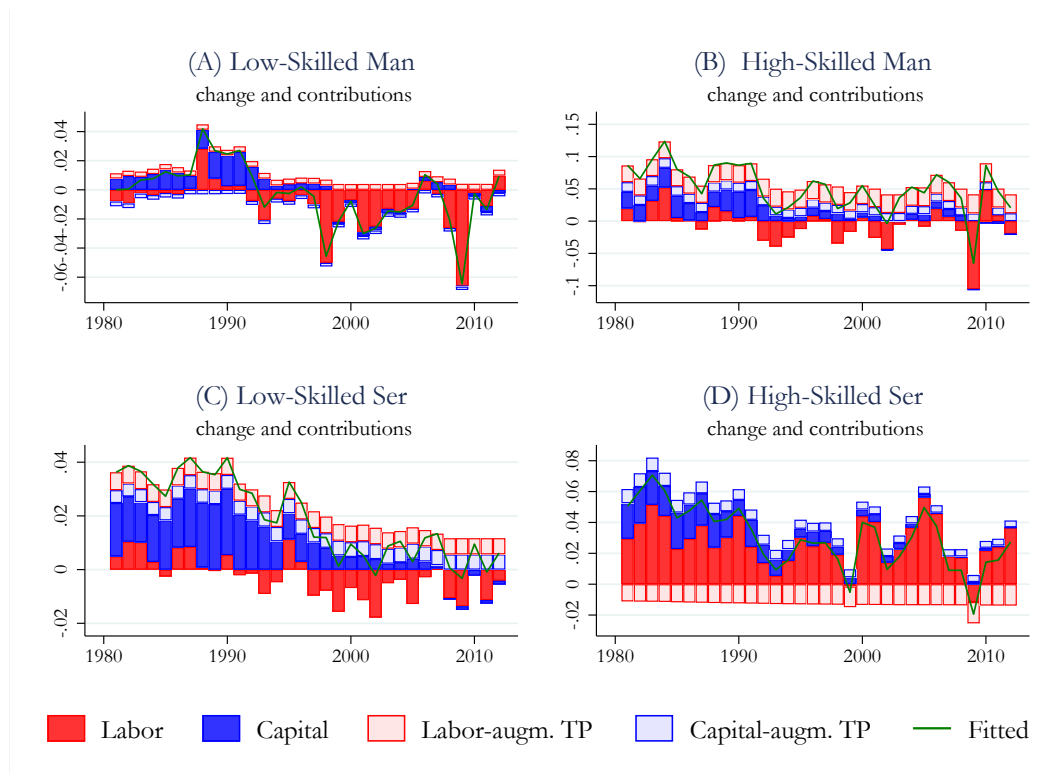 (A) Low-Skilled Man
change and contributions
.04
.02
0
-.02
-.04
-.06
1980
1990
2000
2010
(B) High-Skilled Man
change and contributions
.15
.1
.05
0
-.05
-.1
1980
1990
2000
2010
(C) Low-Skilled Ser
change and contributions
.04
.02
0
-.02
1980
1990
2000
2010
(D) High-Skilled Ser
change and contributions
.08
.06
.04
.02
0
-.02
1980
1990
2000
2010
Labor
Capital
Labor-augm. TP
Capital-augm. TP
Fitted